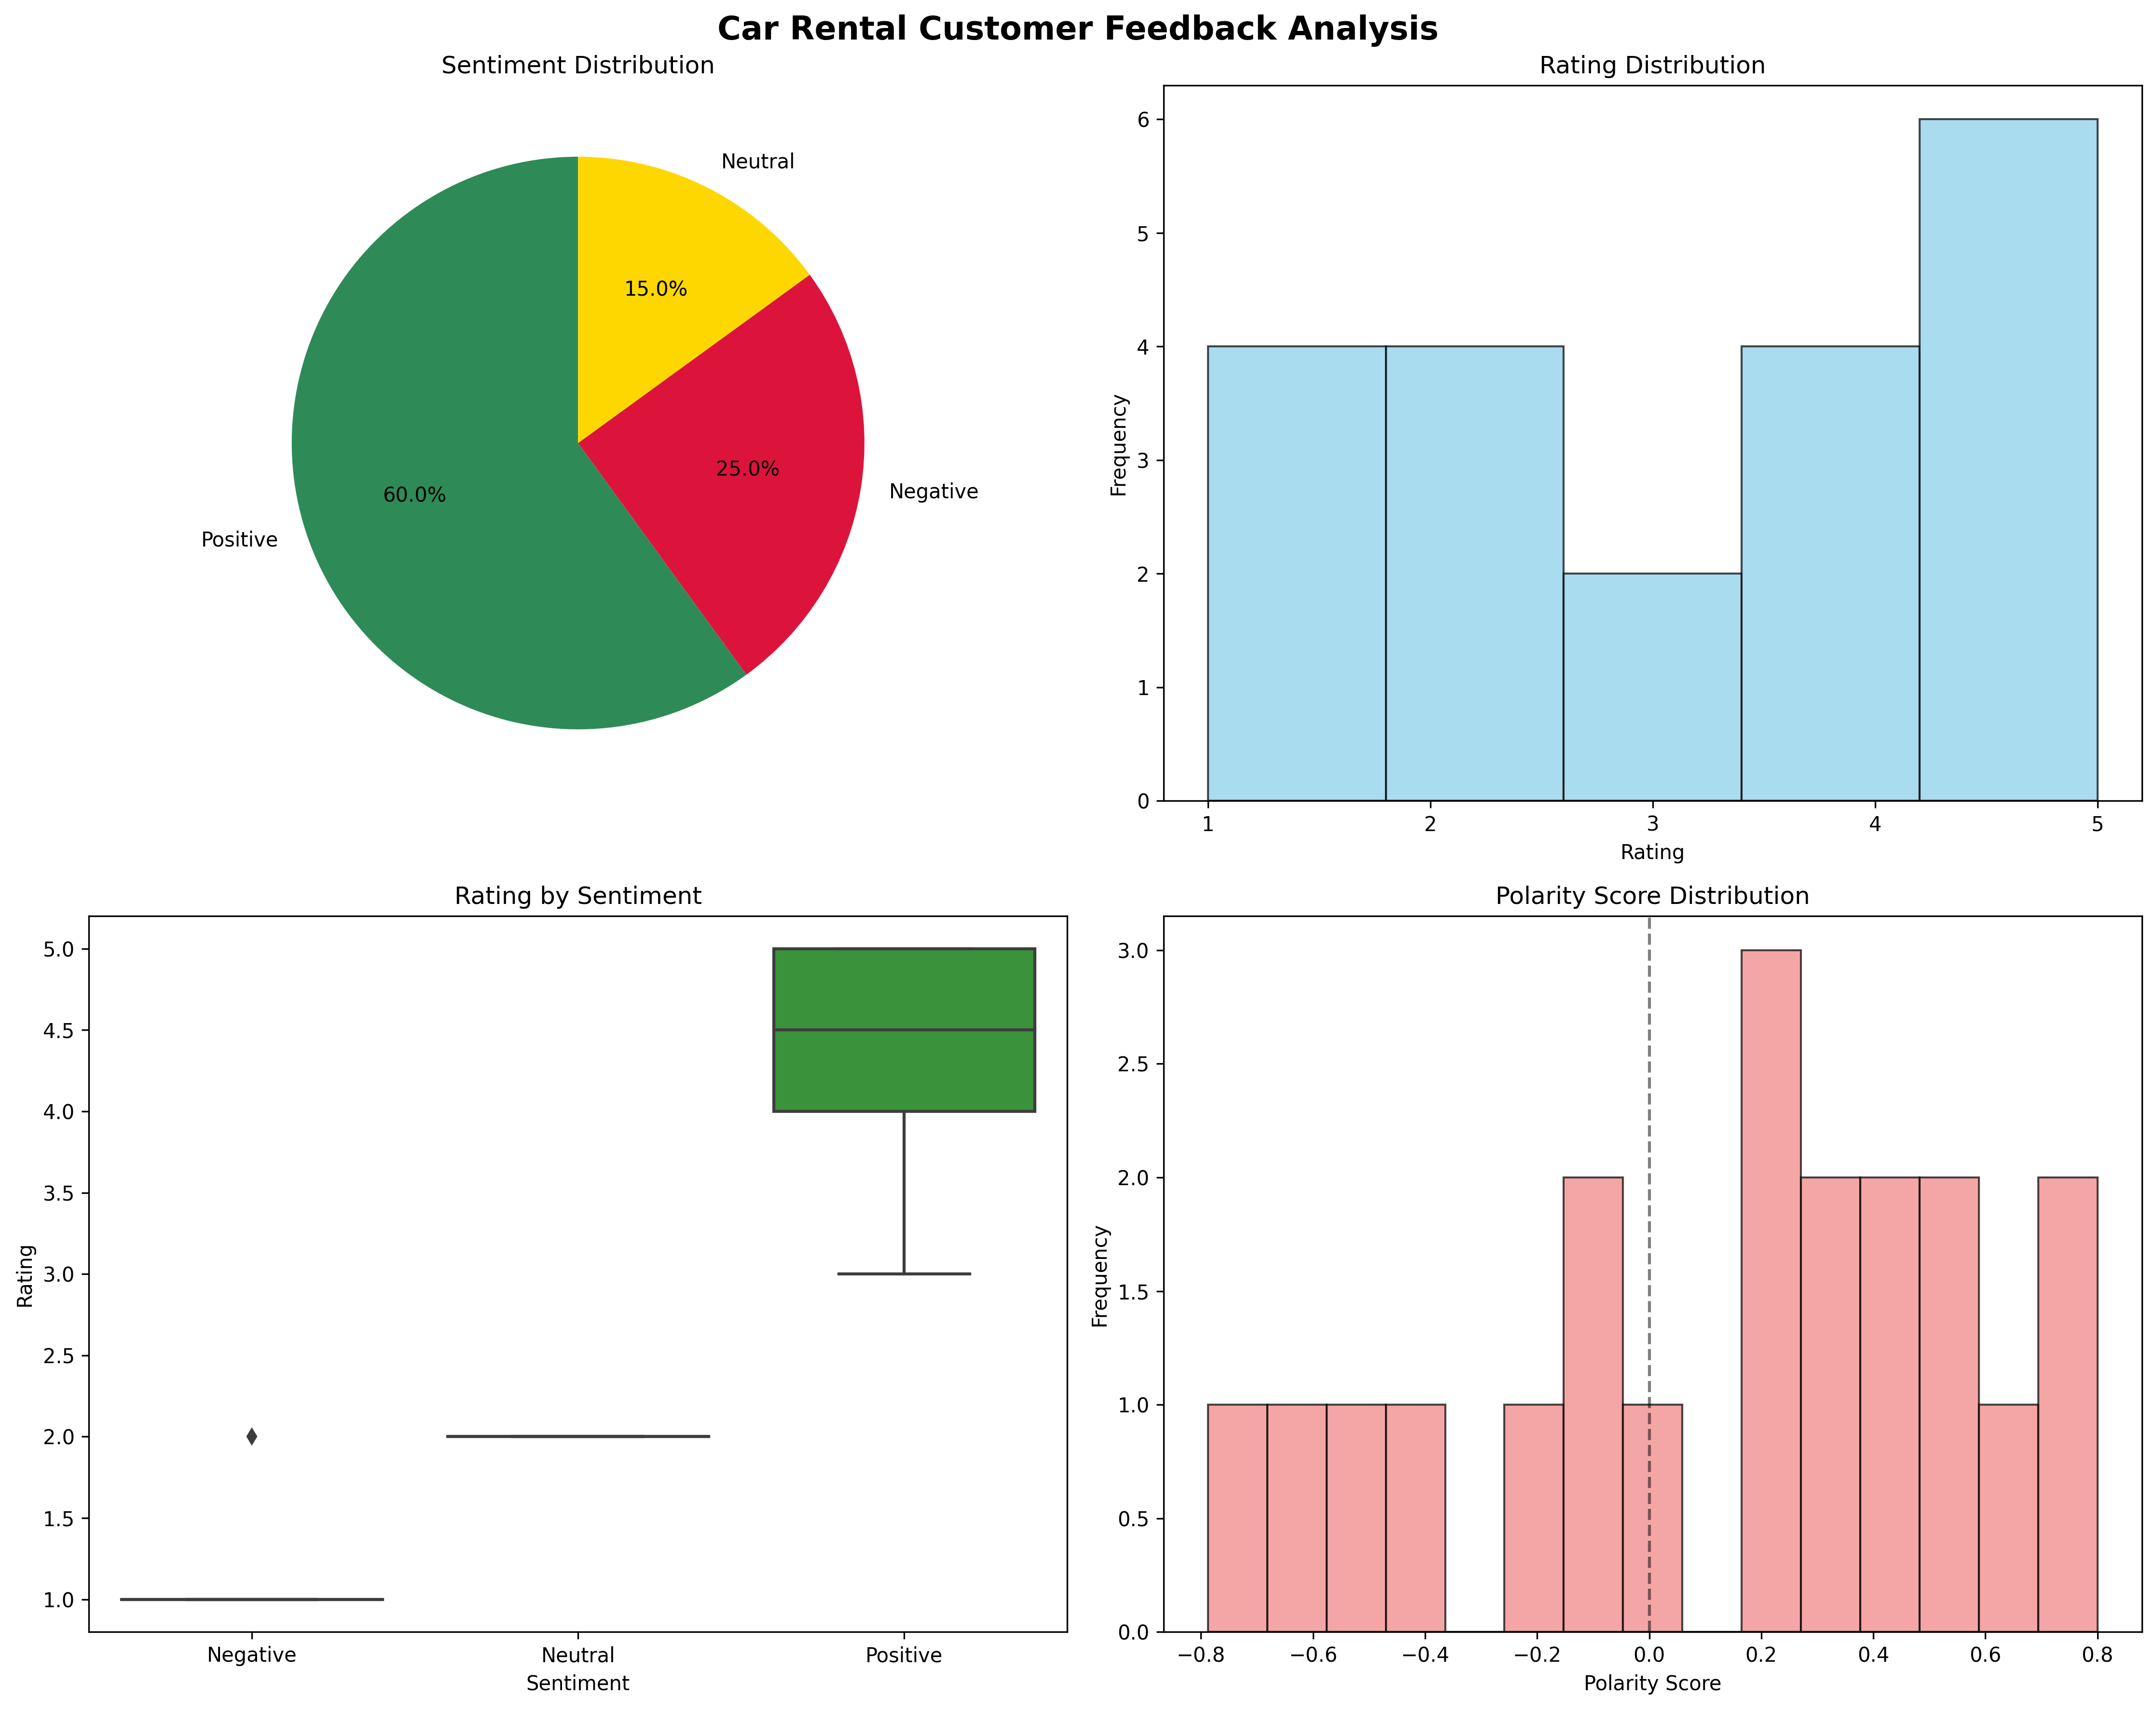 Car Rental Customer Feedback Analysis
Sentiment Distribution
Neutral
15.0%
25.0%
Negative
60.0%
Positive
Rating Distribution
6
5
4
3
2
1
0
Frequency
1 2 3 4 5
Rating
Rating by Sentiment
5.0
4.5
4.0
3.5
3.0
2.5
2.0
1.5
1.0
Rating
Negative Neutral Positive
Sentiment
Polarity Score Distribution
3.0
2.5
2.0
1.5
1.0
0.5
0.0
Frequency
−0.8 −0.6 −0.4 −0.2 0.0 0.2 0.4 0.6 0.8
Polarity Score